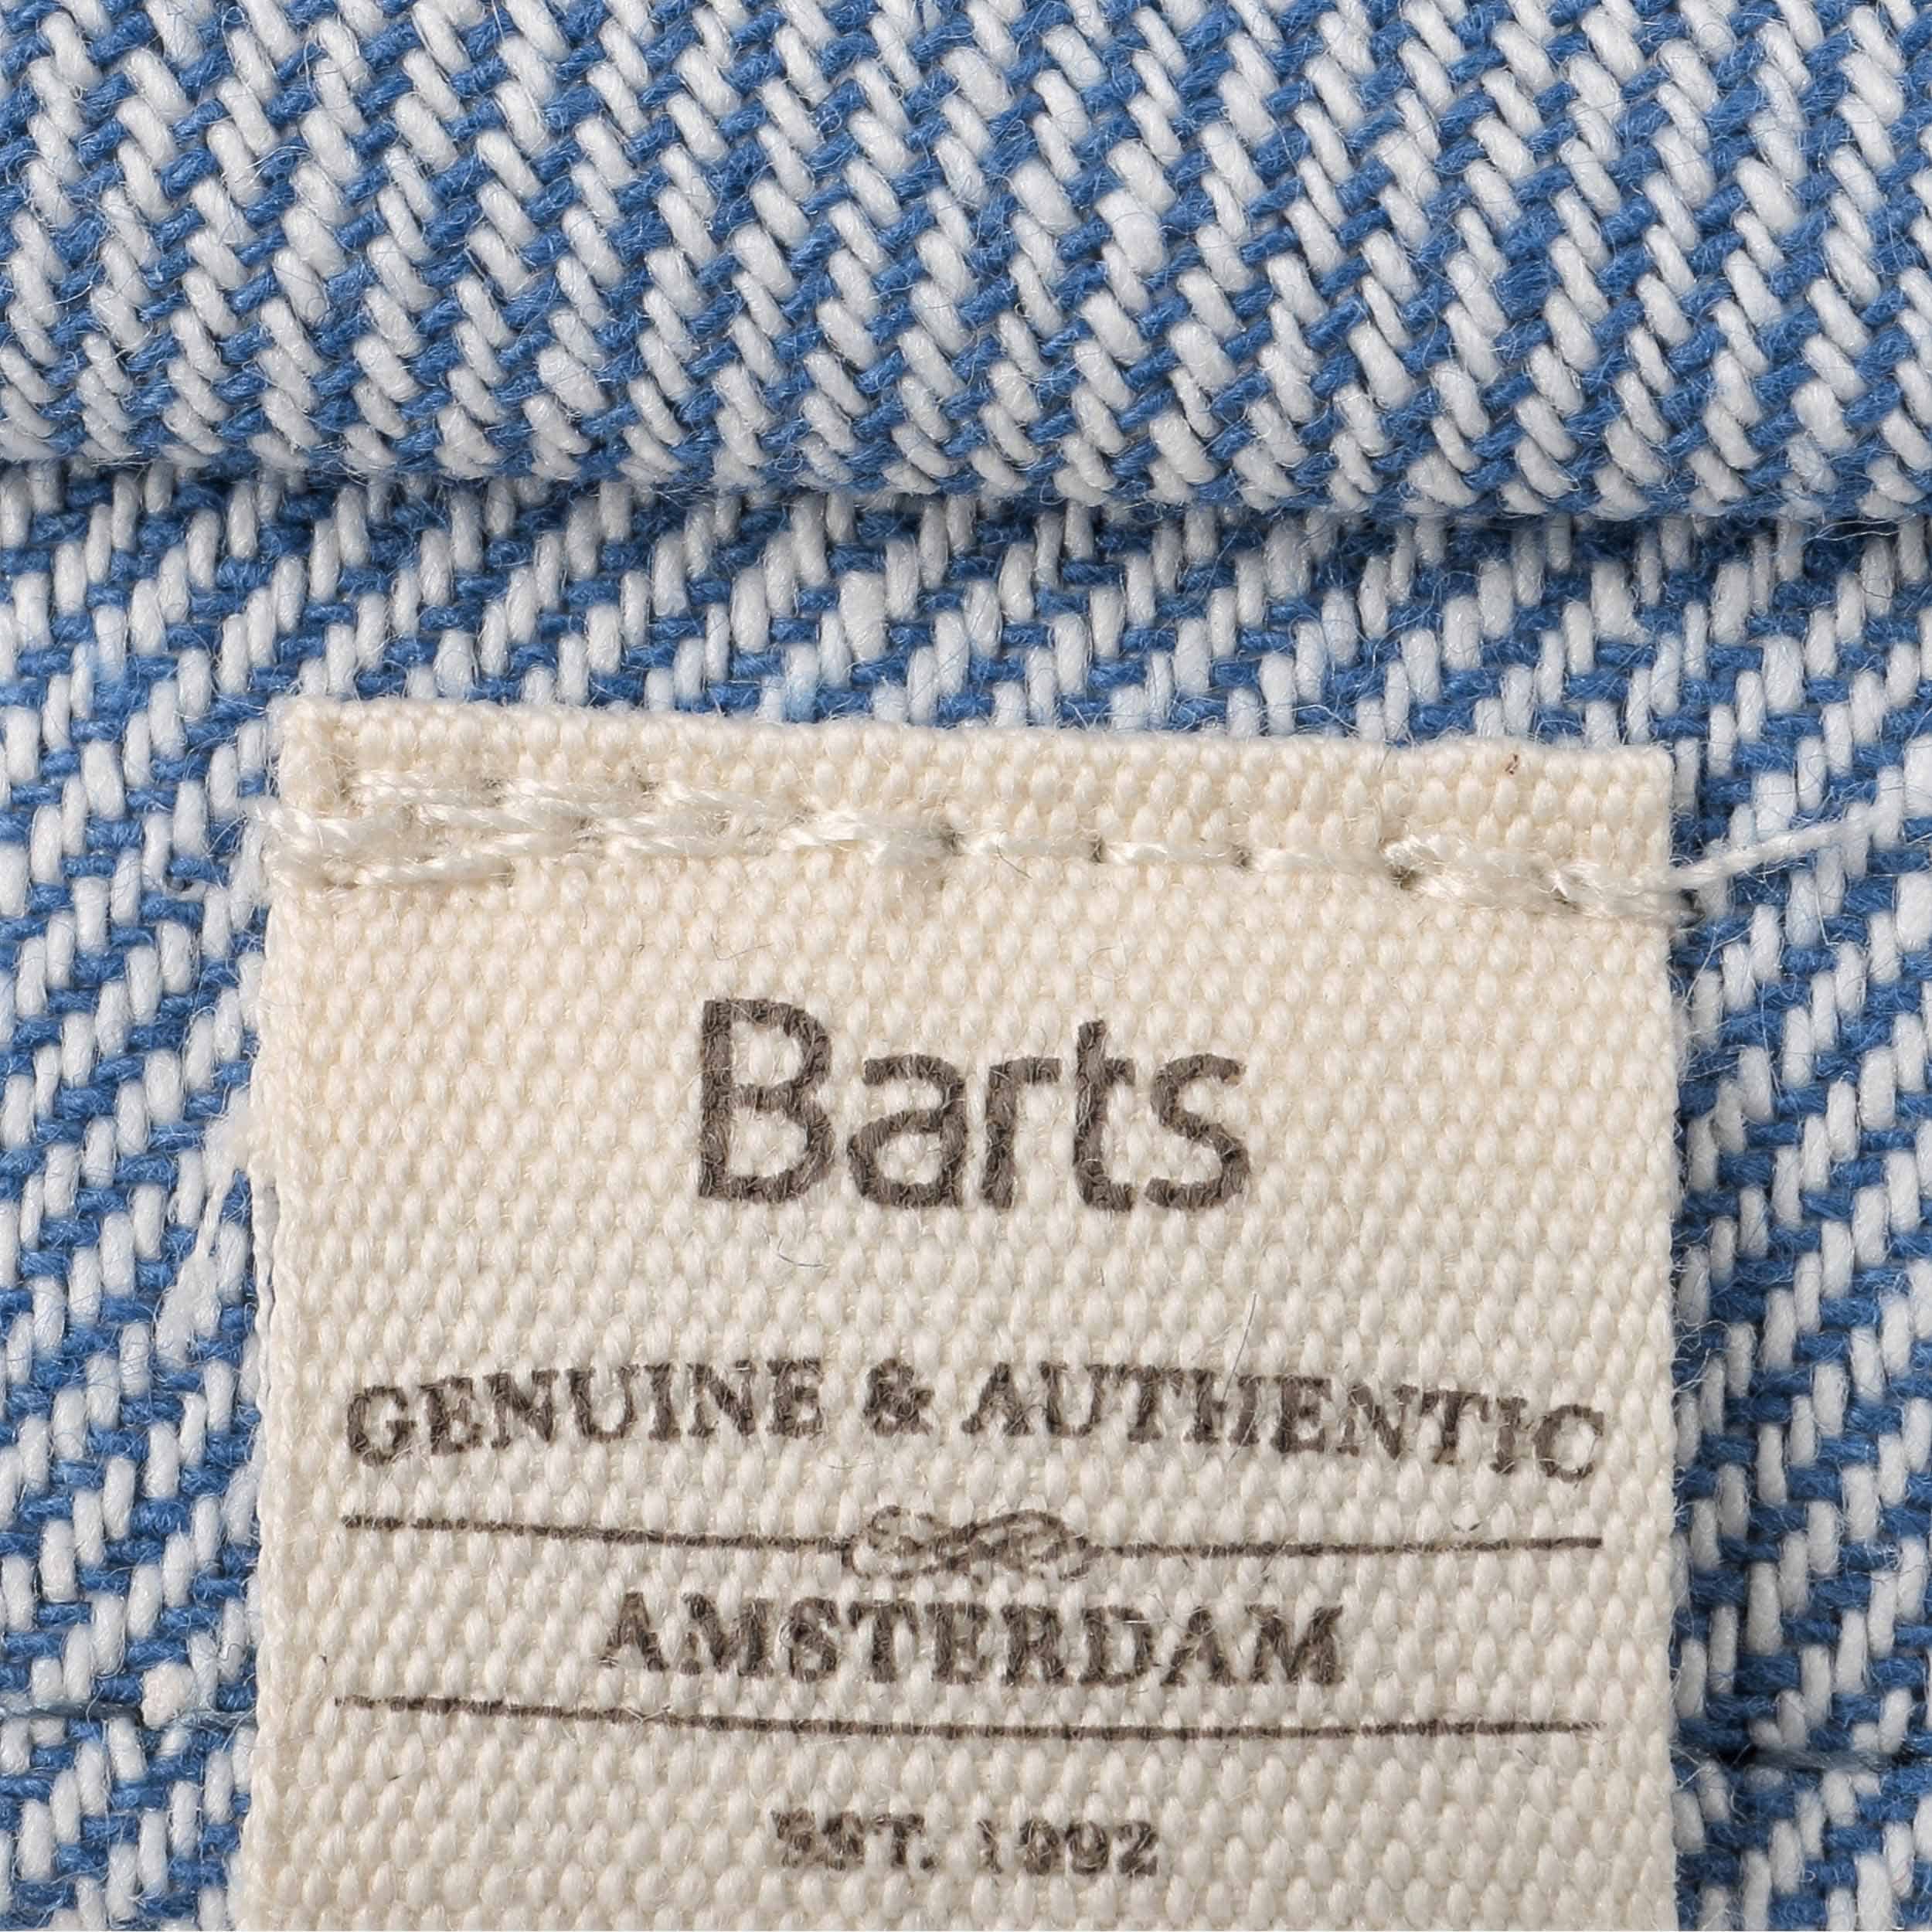 Barts
GENUINE & AUTHENTIC
AMSTERDAM
EST. 1992